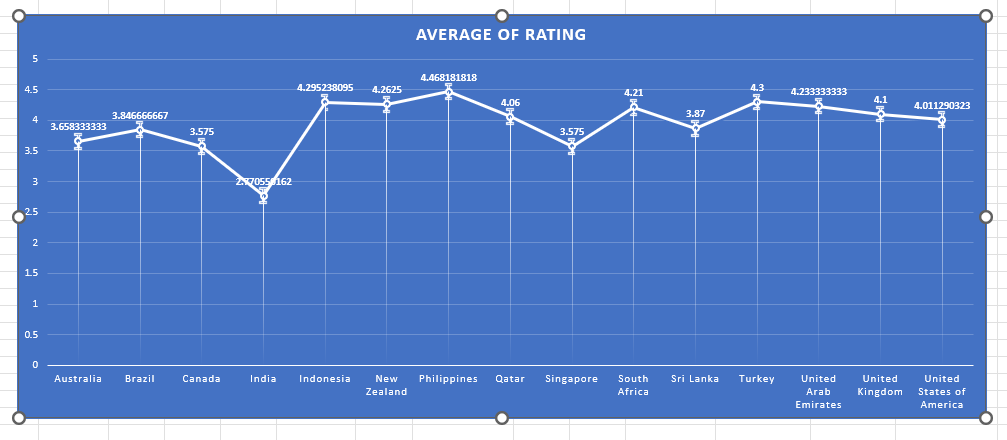 AVERAGE OF RATING
5
4.5
4
3.5
3
2.5
2
1.5
1
0.5
0
3.658333333
3.846666667
3.575
4.295238095
4.2625
4.468181818
4.06
3.575
4.21
3.87
4.3
4.233333333
4.1
4.011290323
Australia
Brazil
Canada
India
Indonesia
New
Zealand
Philippines
Qatar
Singapore
South
Africa
Sri Lanka
Turkey
United
Arab
Emirates
United
Kingdom
United
States of
America